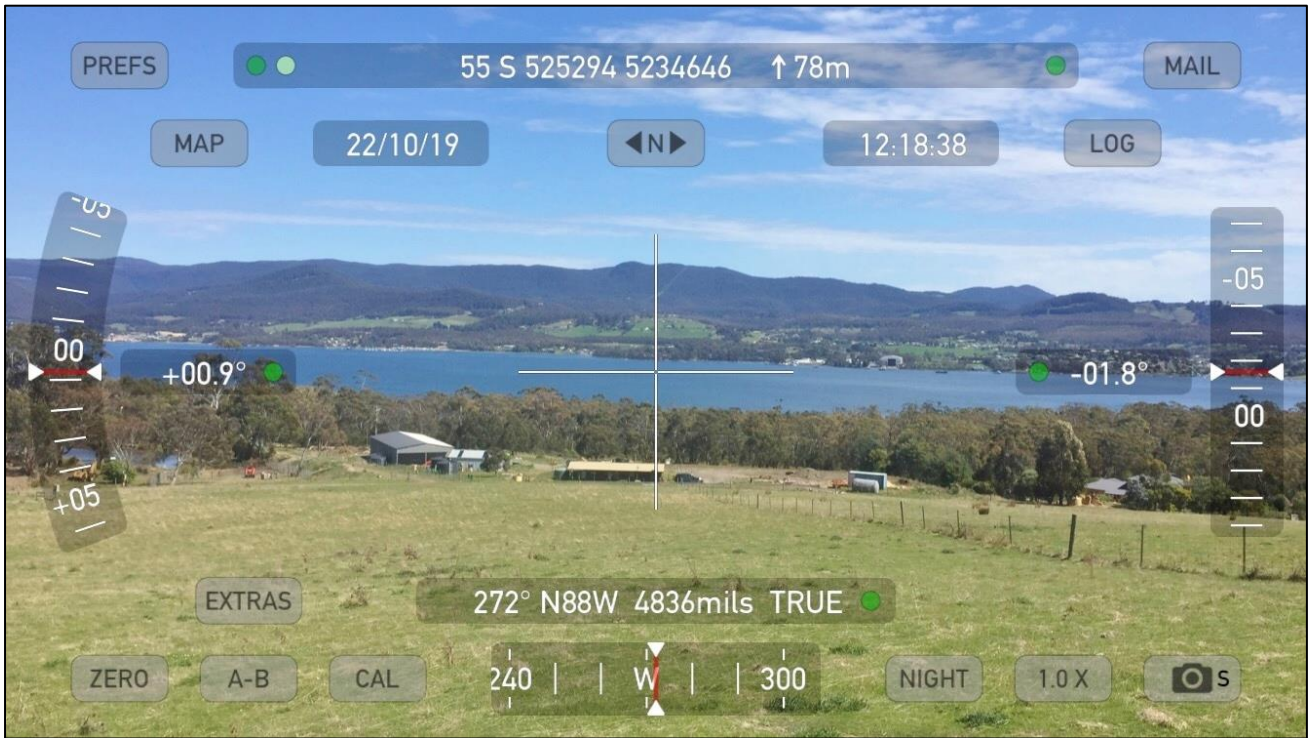 PREFS
55 S 525294 5234646 ↑ 78m
MAIL
MAP
22/10/19
◀N▶
12:18:38
LOG
-05
00
+05
+00.9°
-01.8°
-05
00
EXTRAS
272° N88W 4836mils TRUE
ZERO
A-B
CAL
240 W 300
NIGHT
1.0 X
S